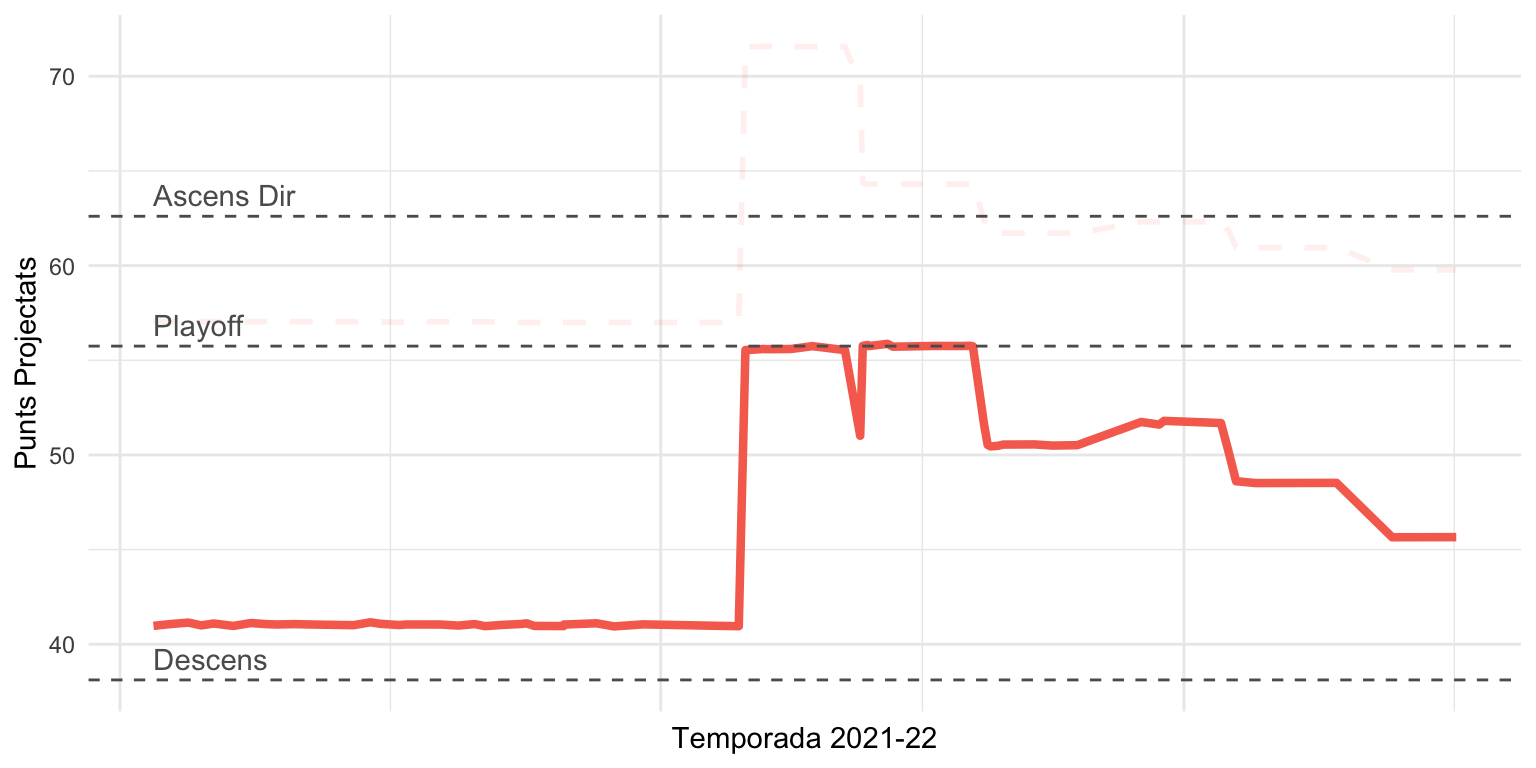 70
Ascens Dir
60
Playoff
50
40
Descens
Punts Projectats
Temporada 2021-22